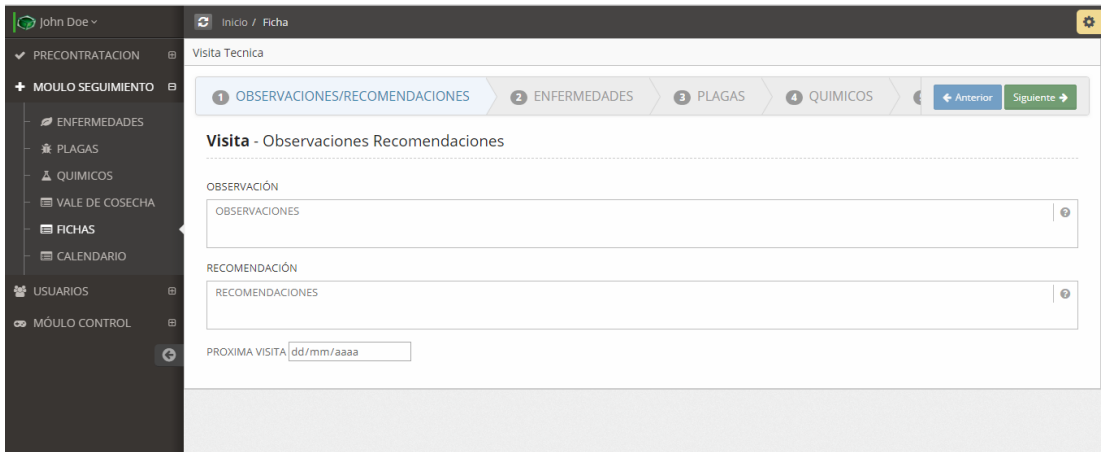 John Doe
Inicio / Ficha
PRECONTRATACION
Visita Tecnica
MOULO SEGUIMIENTO
1 OBSERVACIONES/RECOMENDACIONES
2 ENFERMEDADES
3 PLAGAS
4 QUIMICOS
Anterior
Siguiente
ENFERMEDADES
PLAGAS
QUIMICOS
VALE DE COSECHA
FICHAS
CALENDARIO
USUARIOS
MÓULO CONTROL
Visita - Observaciones Recomendaciones
OBSERVACIÓN
OBSERVACIONES
RECOMENDACIÓN
RECOMENDACIONES
PROXIMA VISITA dd/mm/aaaa